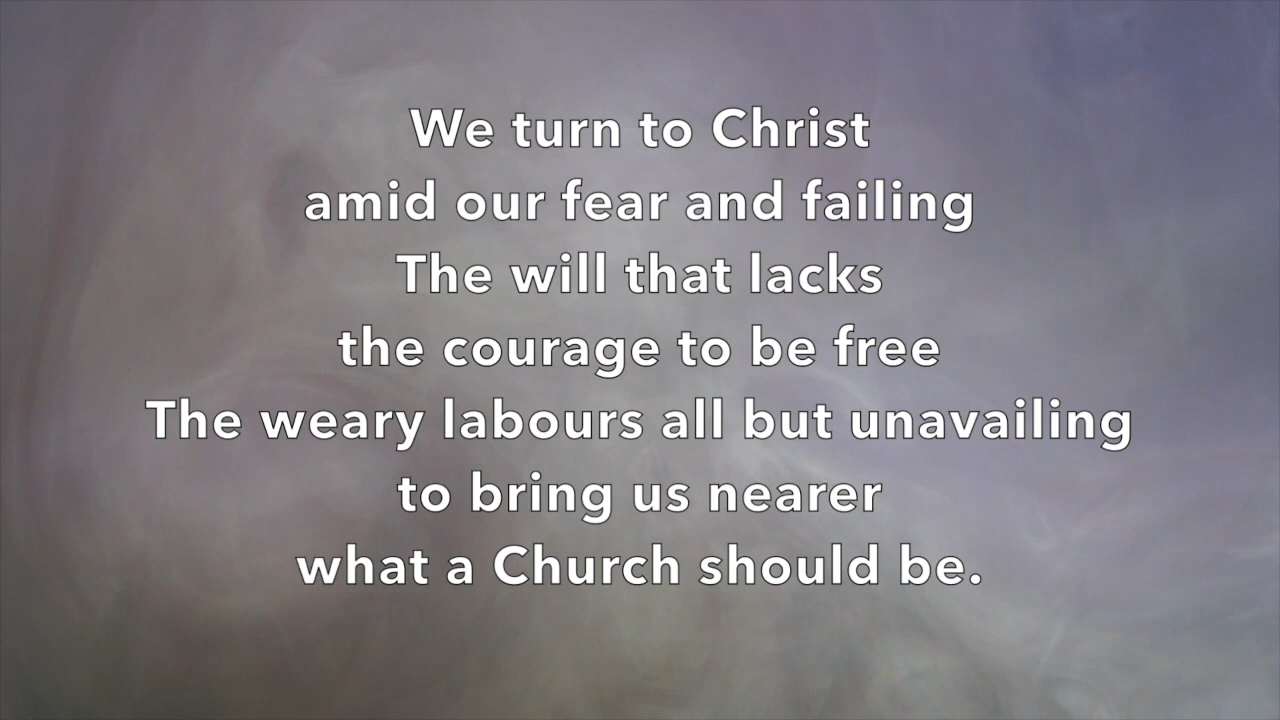 We turn to Christ
amid our fear and failing
The will that lacks
the courage to be free
The weary labours all but unavailing
to bring us nearer
what a Church should be.